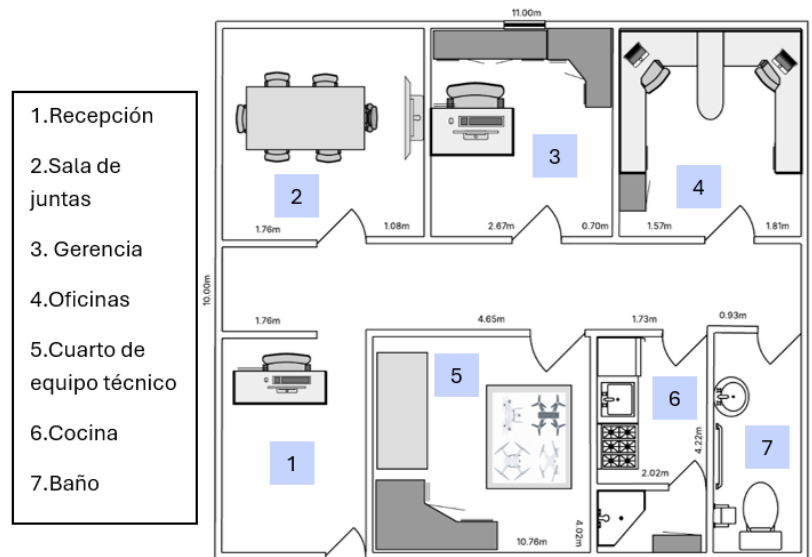 1.Recepción
2.Sala de
juntas
3. Gerencia
4.Oficinas
5.Cuarto de
equipo técnico
6.Cocina
7.Baño
11.00m
10.00m
2
1.76m
1.08m
3
2.67m
0.70m
4
1.57m
1.81m
1.76m
4.65m
1.73m
0.93m
1
5
10.76m
4.02m
6
2.02m
4.22m
7